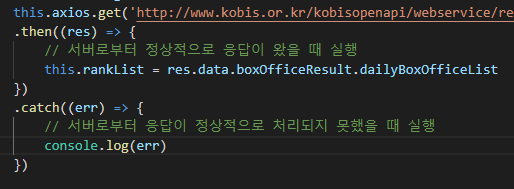 this.axios.get('http://www.kobis.or.kr/kobisopenapi/webservice/re
.then((res) => {
// 서버로부터 정상적으로 응답이 왔을 때 실행
this.rankList = res.data.boxOfficeResult.dailyBoxOfficeList
})
.catch((err) => {
// 서버로부터 응답이 정상적으로 처리되지 못했을 때 실행
console.log(err)
})